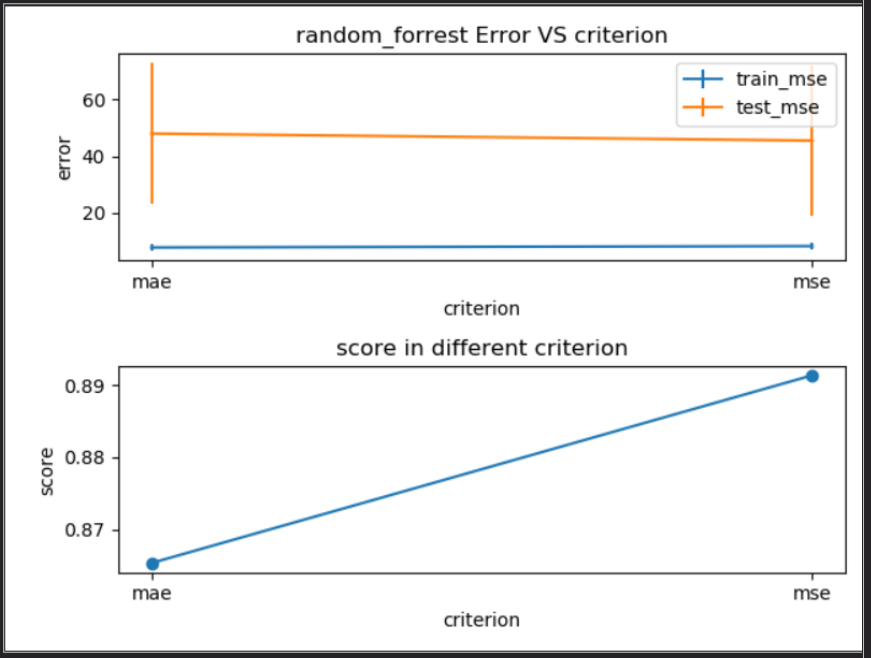 random_forrest Error VS criterion
train_mse
test_mse
60
40
20
error
mae
mse
criterion
score in different criterion
0.89
0.88
0.87
score
mae
mse
criterion